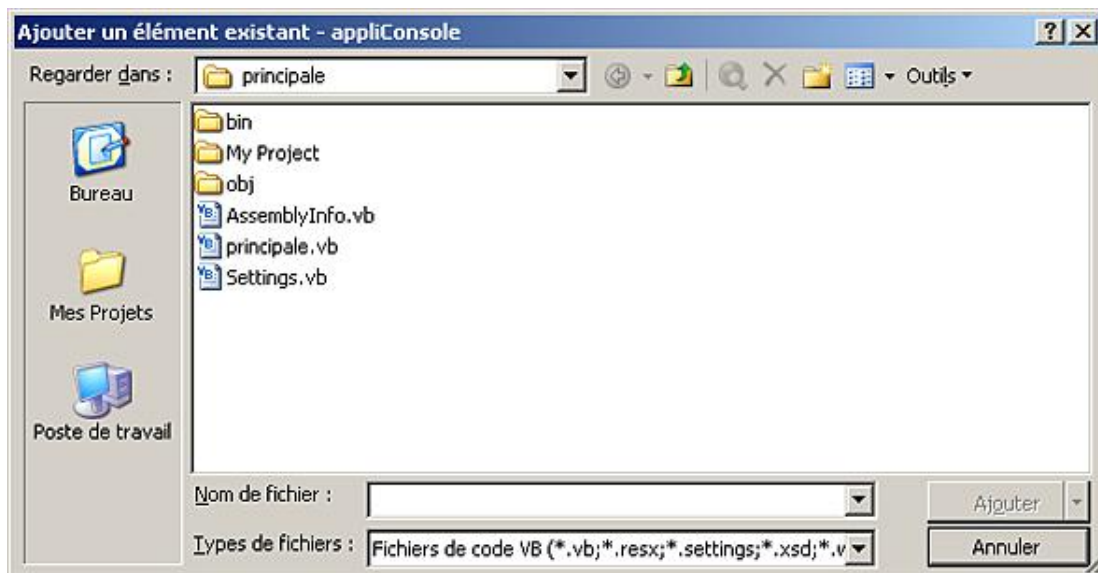 Ajouter un élément existant - appliConsole
Regarder dans : principale Outils
bin
My Project
obj
AssemblyInfo.vb
principale.vb
Settings.vb
Bureau
Mes Projets
Poste de travail
Nom de fichier : Ajouter
Types de fichiers : Fichiers de code VB (*.vb;*.resx;*.settings;*.xsd;*.v Annuler